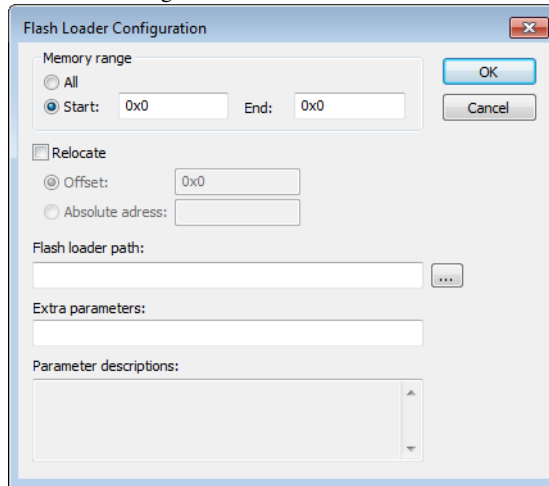 Flash Loader Configuration
Memory range
All
Start: 0x0 End: 0x0
OK
Cancel
Relocate
Offset: 0x0
Absolute adress:
Flash loader path:
...
Extra parameters:
Parameter descriptions: